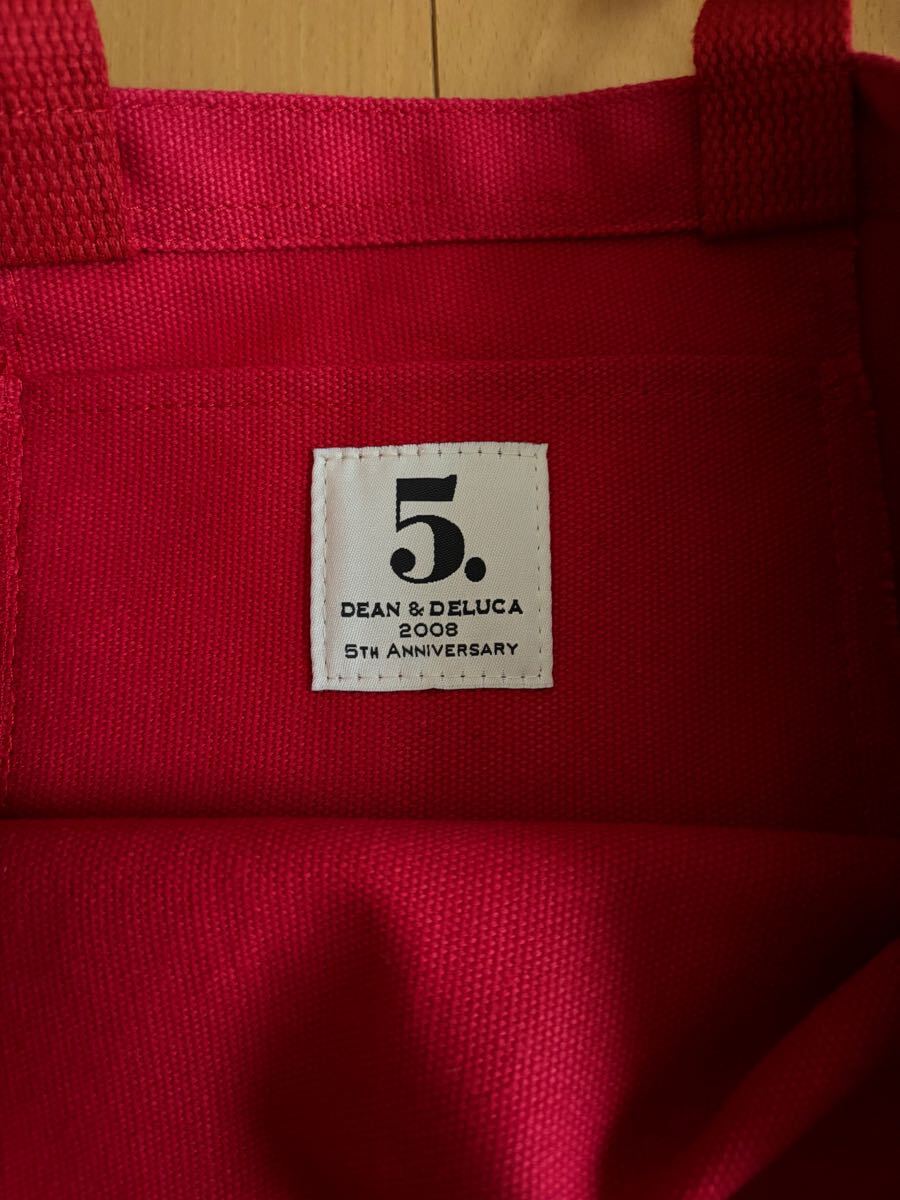 5.
DEAN & DELUCA
2008
5TH ANNIVERSARY